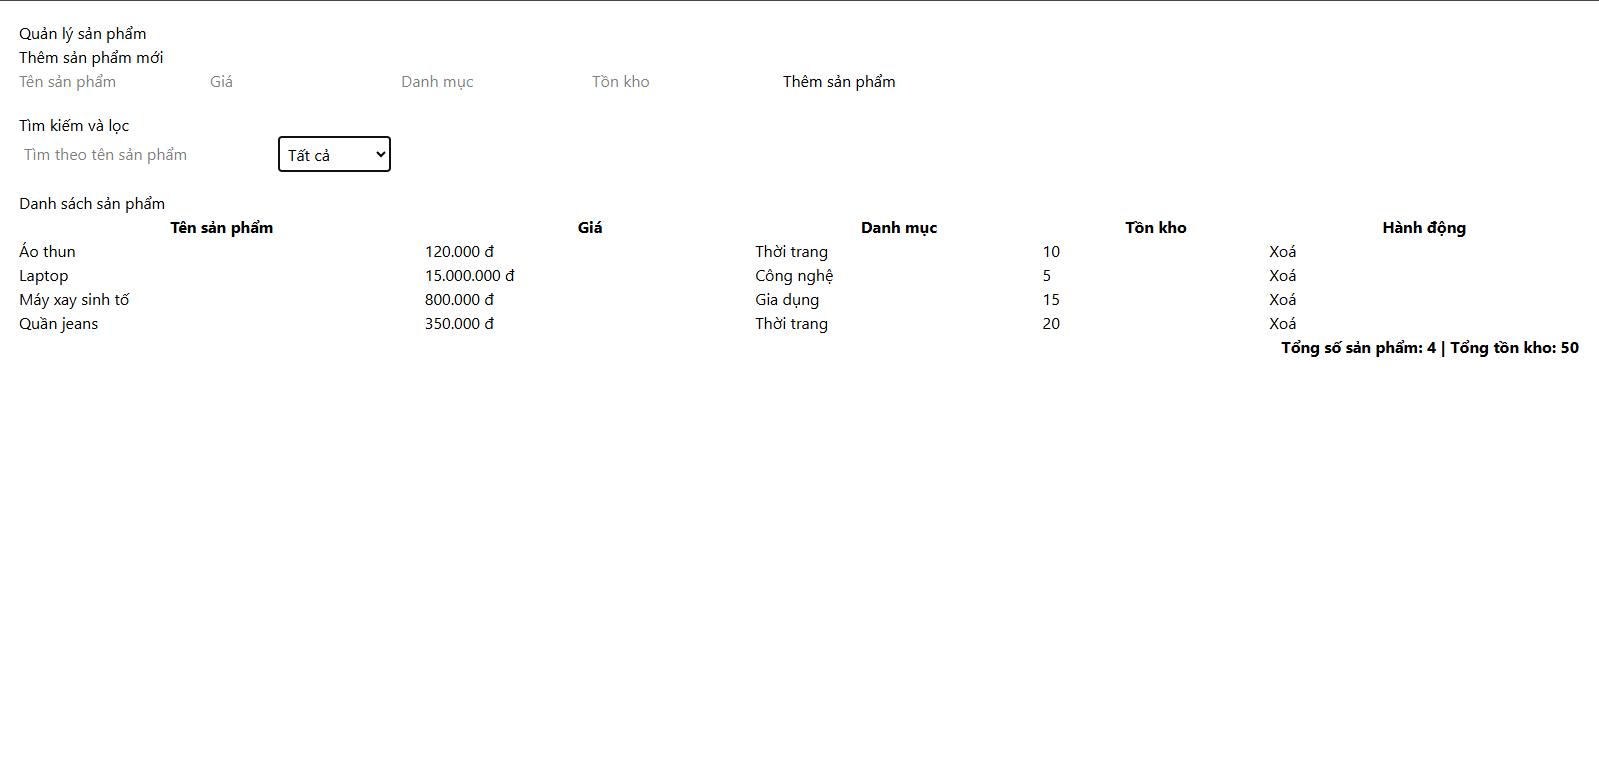 Quản lý sản phẩm
Thêm sản phẩm mới
Tên sản phẩm Giá Danh mục Tồn kho Thêm sản phẩm
Tìm kiếm và lọc
Tìm theo tên sản phẩm Tất cả
Danh sách sản phẩm
Tên sản phẩm Giá Danh mục Tồn kho Hành động
Áo thun 120.000 đ Thời trang 10 Xoá
Laptop 15.000.000 đ Công nghệ 5 Xoá
Máy xay sinh tố 800.000 đ Gia dụng 15 Xoá
Quần jeans 350.000 đ Thời trang 20 Xoá
Tổng số sản phẩm: 4 | Tổng tồn kho: 50